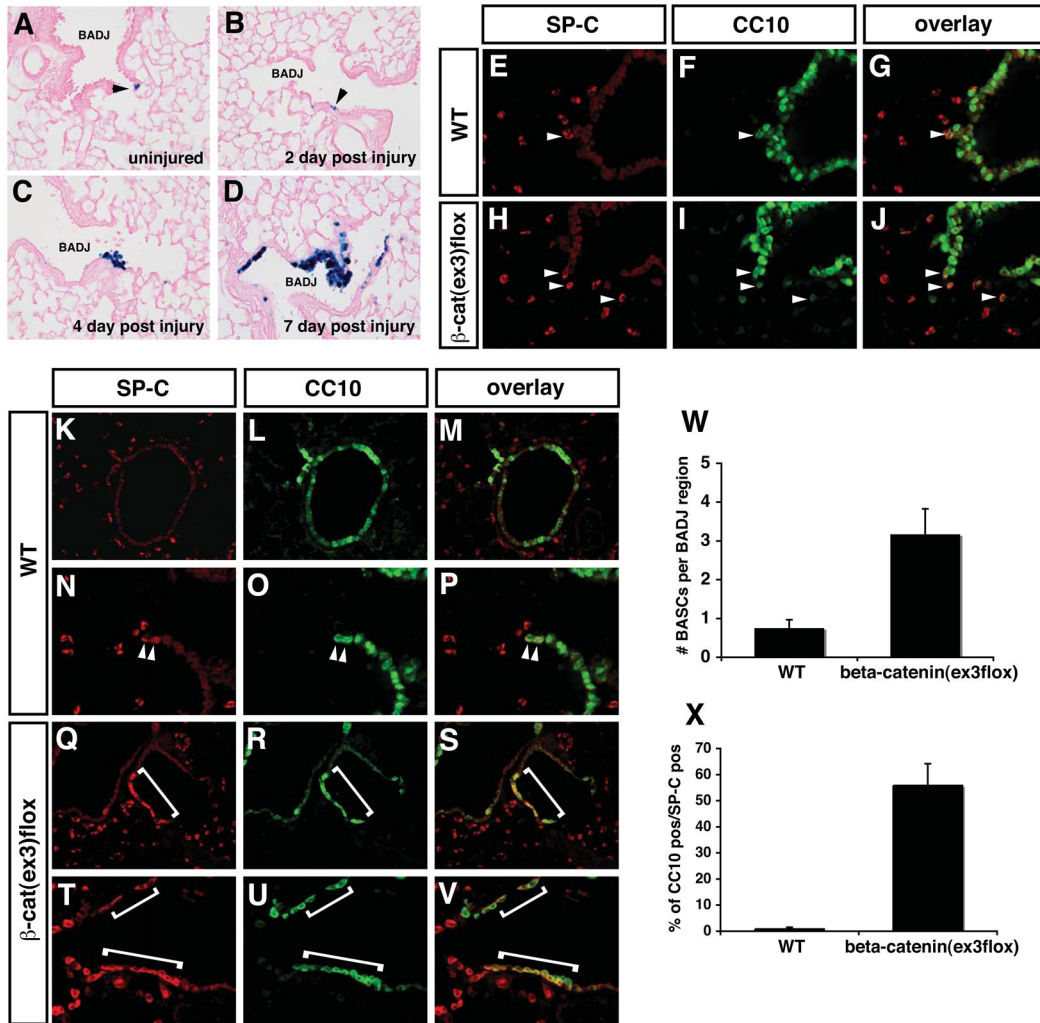 A
BADJ
uninjured
B
BADJ
2 day post injury
C
BADJ
4 day post injury
D
BADJ
7 day post injury
SP-C
CC10
overlay
WT
E
F
G
β-cat(ex3)flox
H
I
J
SP-C
CC10
overlay
WT
K
L
M
N
O
P
β-cat(ex3)flox
Q
R
S
T
U
V
W
# BASCs per BADJ region
5
4
3
2
1
0
WT
beta-catenin(ex3flox)
X
% of CC10 pos/SP-C pos
70
60
50
40
30
20
10
0
WT
beta-catenin(ex3flox)